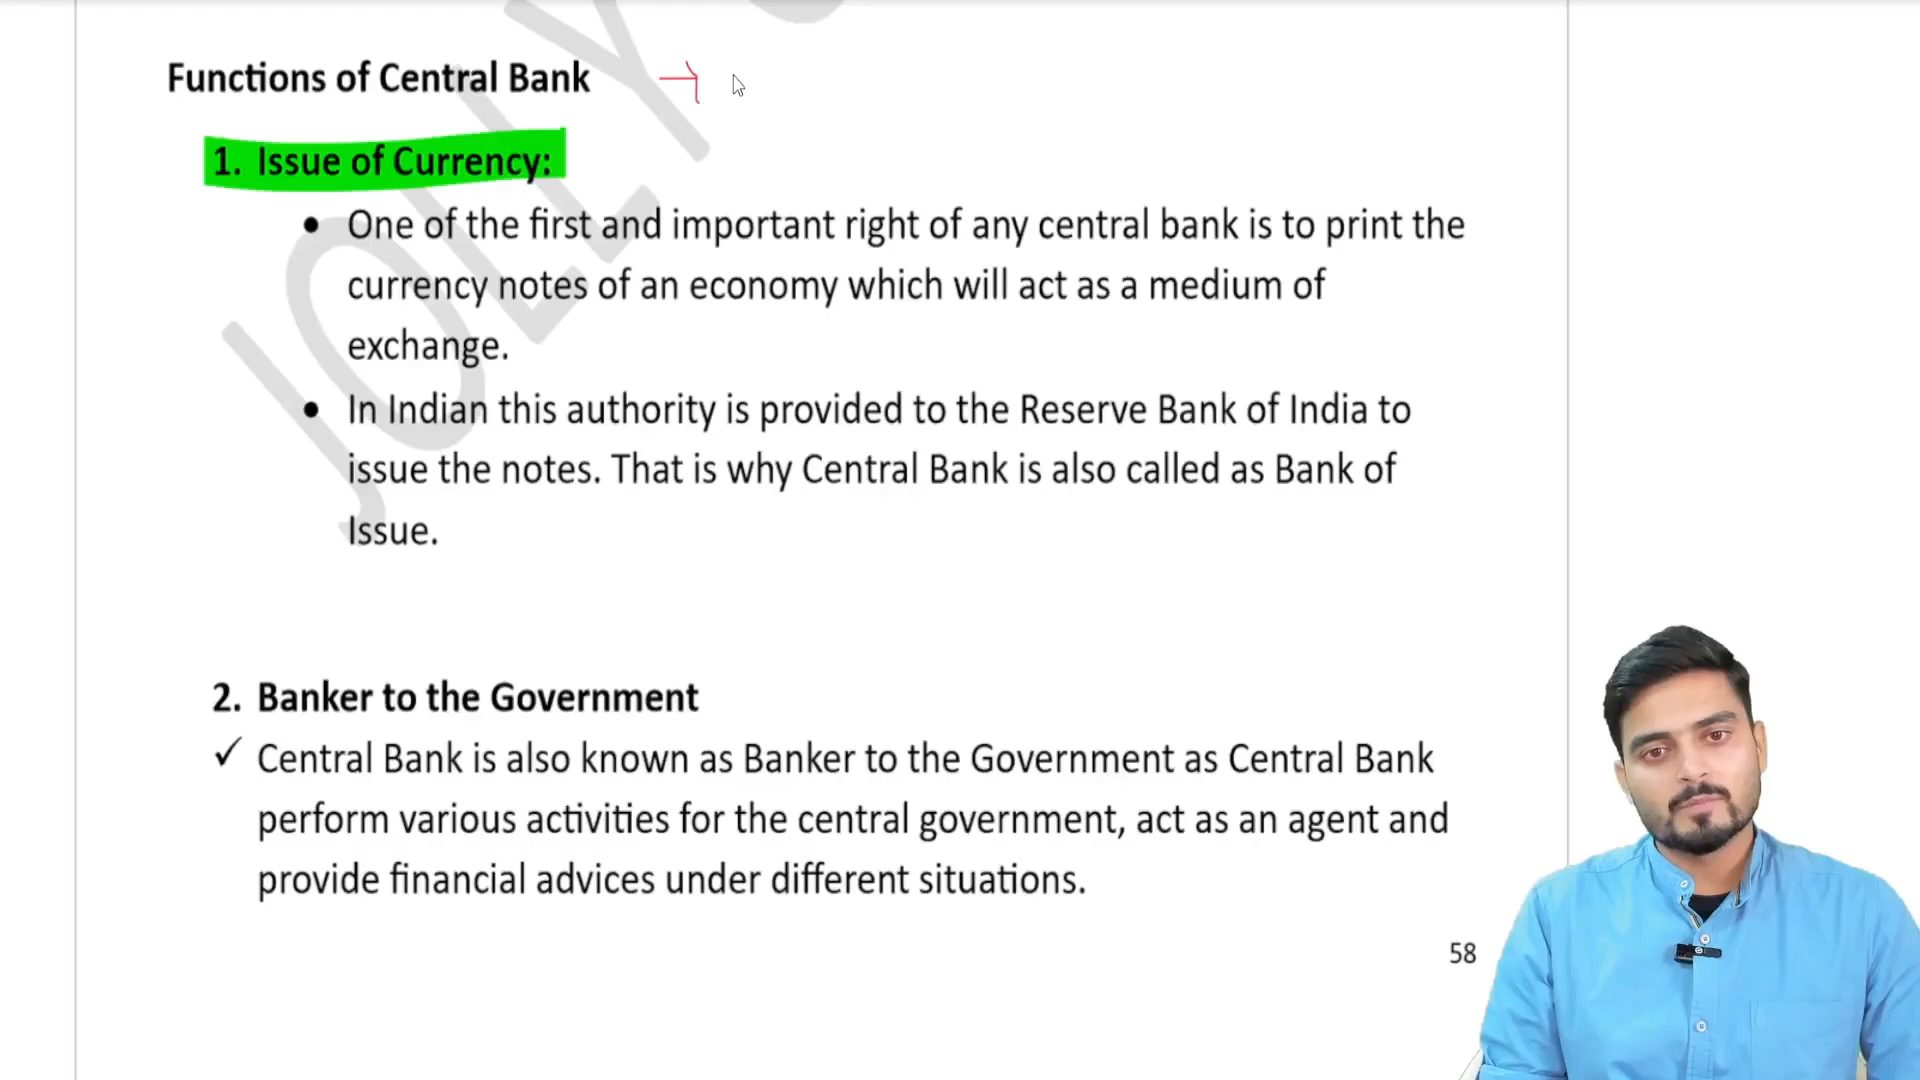 Functions of Central Bank
1. Issue of Currency:
• One of the first and important right of any central bank is to print the
currency notes of an economy which will act as a medium of
exchange.
• In Indian this authority is provided to the Reserve Bank of India to
issue the notes. That is why Central Bank is also called as Bank of
Issue.
2. Banker to the Government
✓ Central Bank is also known as Banker to the Government as Central Bank
perform various activities for the central government, act as an agent and
provide financial advices under different situations.
58
JOLLY